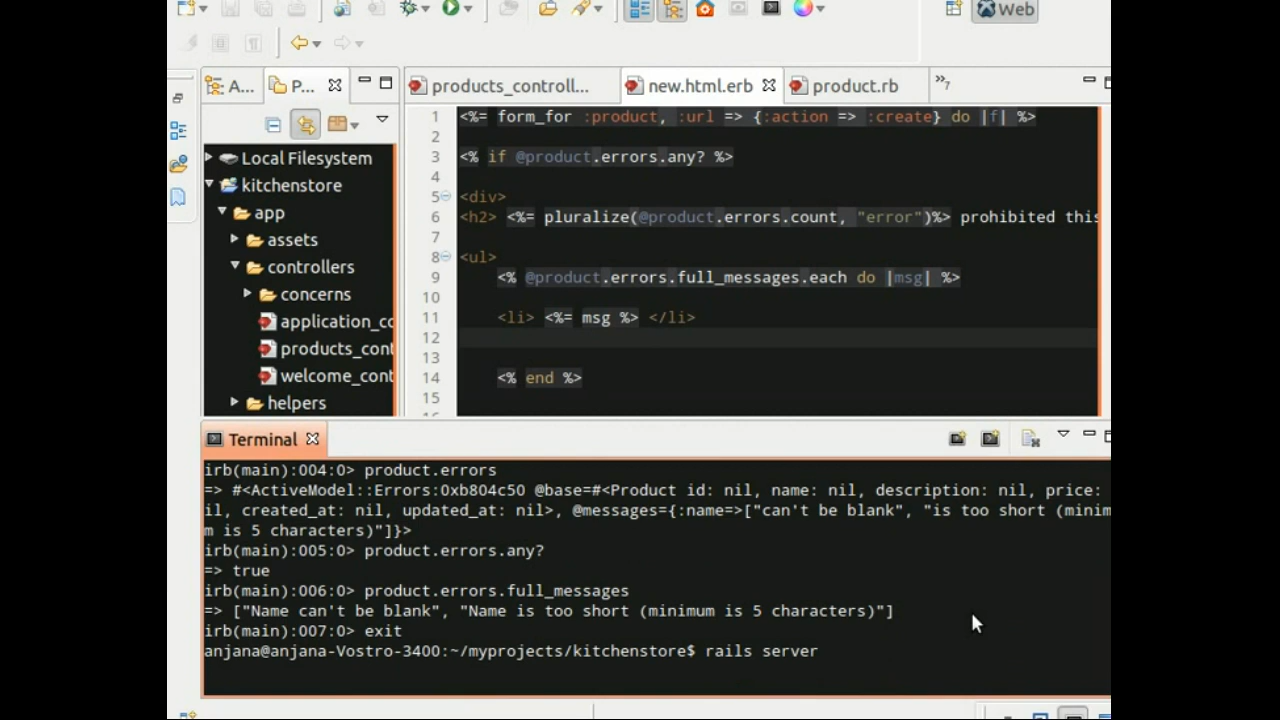 Web
A...
P...
products_controll...
new.html.erb
product.rb
»7
Local Filesystem
kitchenstore
app
assets
controllers
concerns
application_co
products_cont
welcome_cont
helpers
1 <%= form_for :product, :url => {:action => :create} do |f| %>
2
3 <% if @product.errors.any? %>
4
5 <div>
6 <h2> <%= pluralize(@product.errors.count, "error")%> prohibited this
7
8 <ul>
9 <% @product.errors.full_messages.each do |msg| %>
10
11 <li> <%= msg %> </li>
12
13
14 <% end %>
15
Terminal
irb(main):004:0> product.errors
=> #<ActiveModel::Errors:0xb804c50 @base=#<Product id: nil, name: nil, description: nil, price:
il, created_at: nil, updated_at: nil>, @messages={:name=>["can't be blank", "is too short (minim
m is 5 characters)"]}>
irb(main):005:0> product.errors.any?
=> true
irb(main):006:0> product.errors.full_messages
=> ["Name can't be blank", "Name is too short (minimum is 5 characters)"]
irb(main):007:0> exit
anjana@anjana-Vostro-3400:~/myprojects/kitchenstore$ rails server